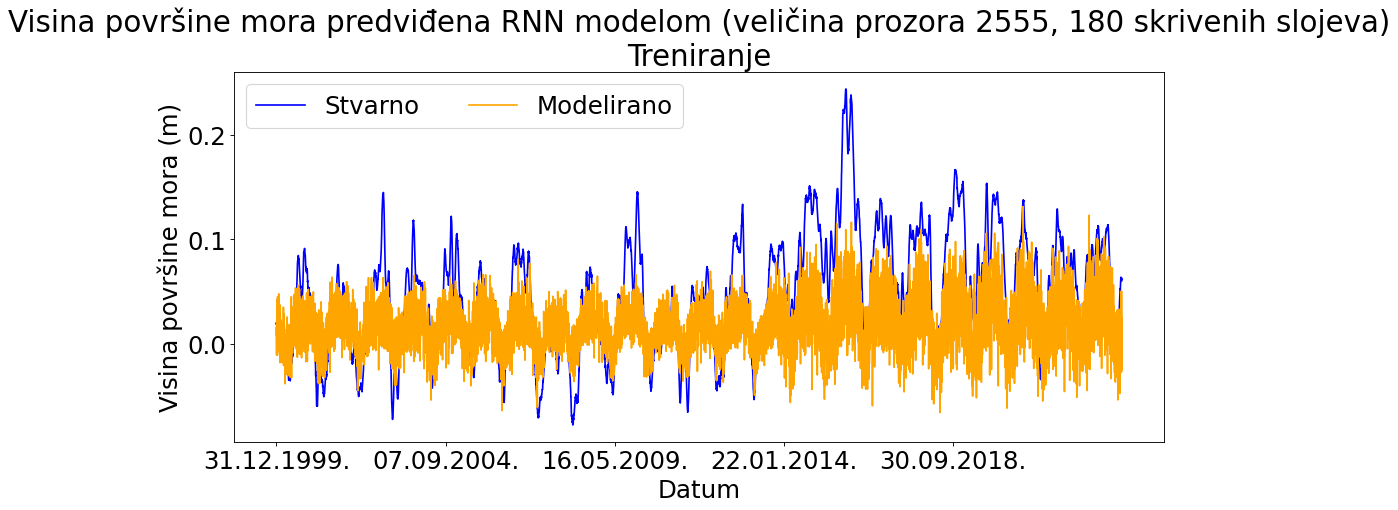 Visina površine mora predviđena RNN modelom (veličina prozora 2555, 180 skrivenih slojeva)
Treniranje
Stvarno
Modelirano
Visina površine mora (m)
0.2
0.1
0.0
31.12.1999.
07.09.2004.
16.05.2009.
22.01.2014.
30.09.2018.
Datum